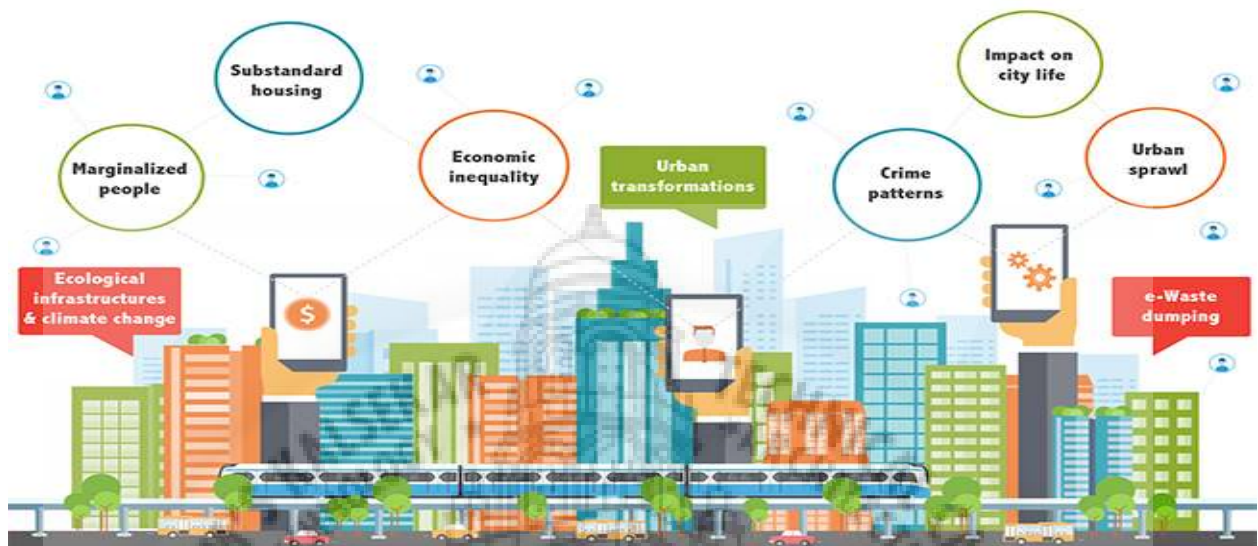 Substandard
housing
Impact on
city life
Marginalized
people
Economic
inequality
Urban
transformations
Crime
patterns
Urban
sprawl
Ecological
infrastructures
& climate change
$
e-Waste
dumping